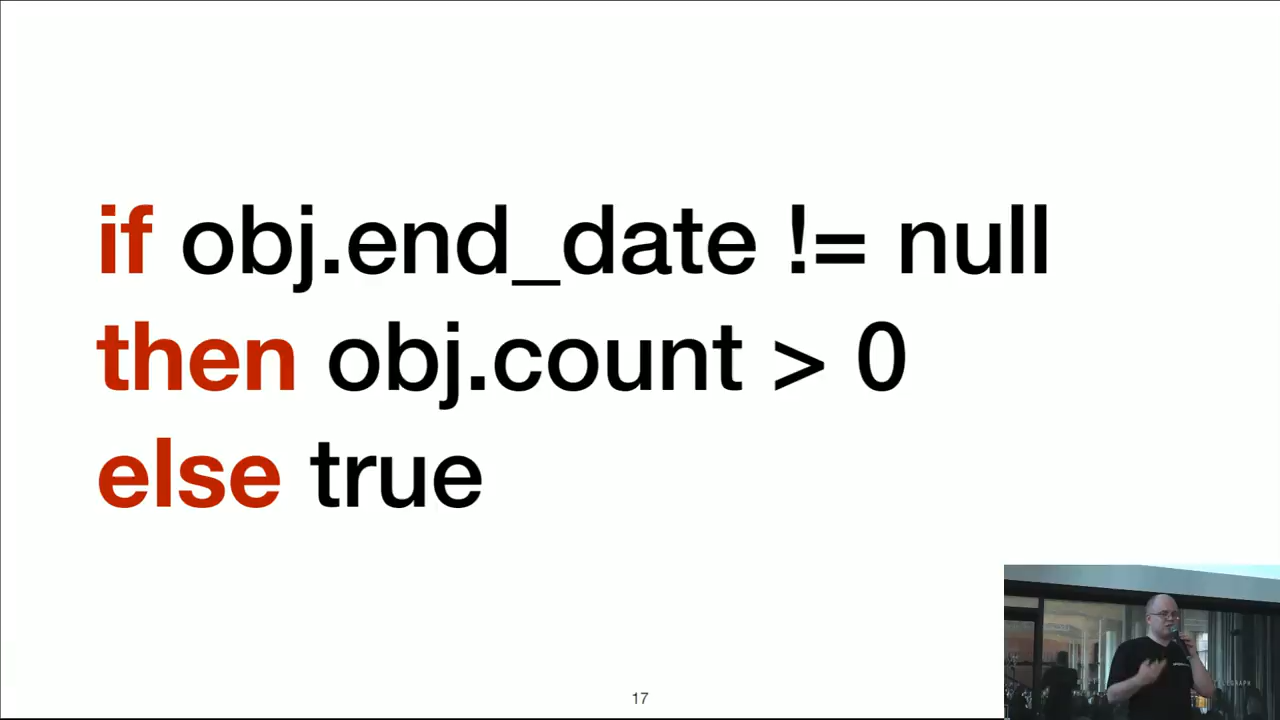 if obj.end_date != null
then obj.count > 0
else true
17